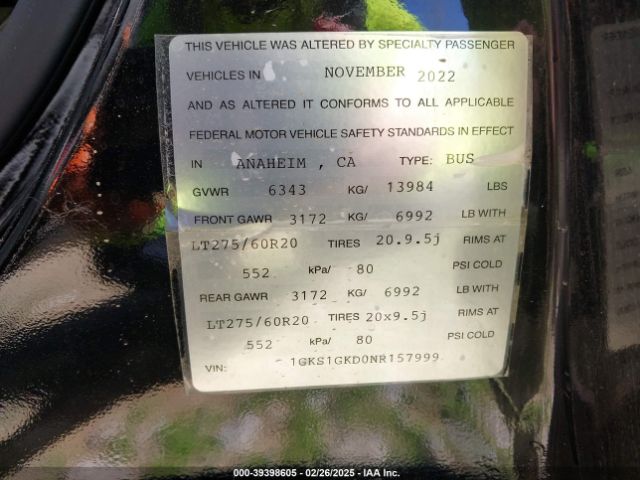 THIS VEHICLE WAS ALTERED BY SPECIALTY PASSENGER
VEHICLES IN NOVEMBER 2022
AND AS ALTERED IT CONFORMS TO ALL APPLICABLE
FEDERAL MOTOR VEHICLE SAFETY STANDARDS IN EFFECT
IN ANAHEIM , CA TYPE: BUS
GVWR 6343 KG/ 13984 LBS
FRONT GAWR 3172 KG/ 6992 LB WITH
LT275/60R20 TIRES 20.9.5j RIMS AT
552 kPa/ 80 PSI COLD
REAR GAWR 3172 KG/ 6992 LB WITH
LT275/60R20 TIRES 20x9.5j RIMS AT
552 kPa/ 80 PSI COLD
VIN: 1GKS1GKD0NR157999
000-39398605 - 02/26/2025 - IAA Inc.